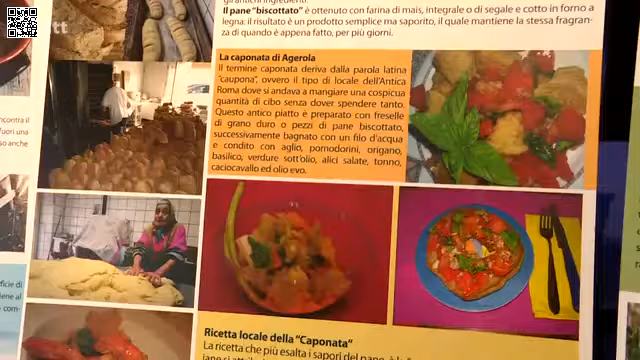 Il pane "biscottato" è ottenuto con farina di mais, integrale o di segale e cotto in forno a
legna: il risultato è un prodotto semplice ma saporito, il quale mantiene la stessa fragran-
za di quando è appena fatto, per più giorni.
La caponata di Agerola
Il termine caponata deriva dalla parola latina
"caupona", ovvero il tipo di locale dell'Antica
Roma dove si andava a mangiare una cospicua
quantità di cibo senza dover spendere tanto.
Questo antico piatto è preparato con freselle
di grano duro o pezzi di pane biscottato,
successivamente bagnato con un filo d'acqua
e condito con aglio, pomodorini, origano,
basilico, verdure sott'olio, alici salate, tonno,
caciocavallo ed olio evo.
Ricetta locale della "Caponata"
La ricetta che più esalta i sapori del pane